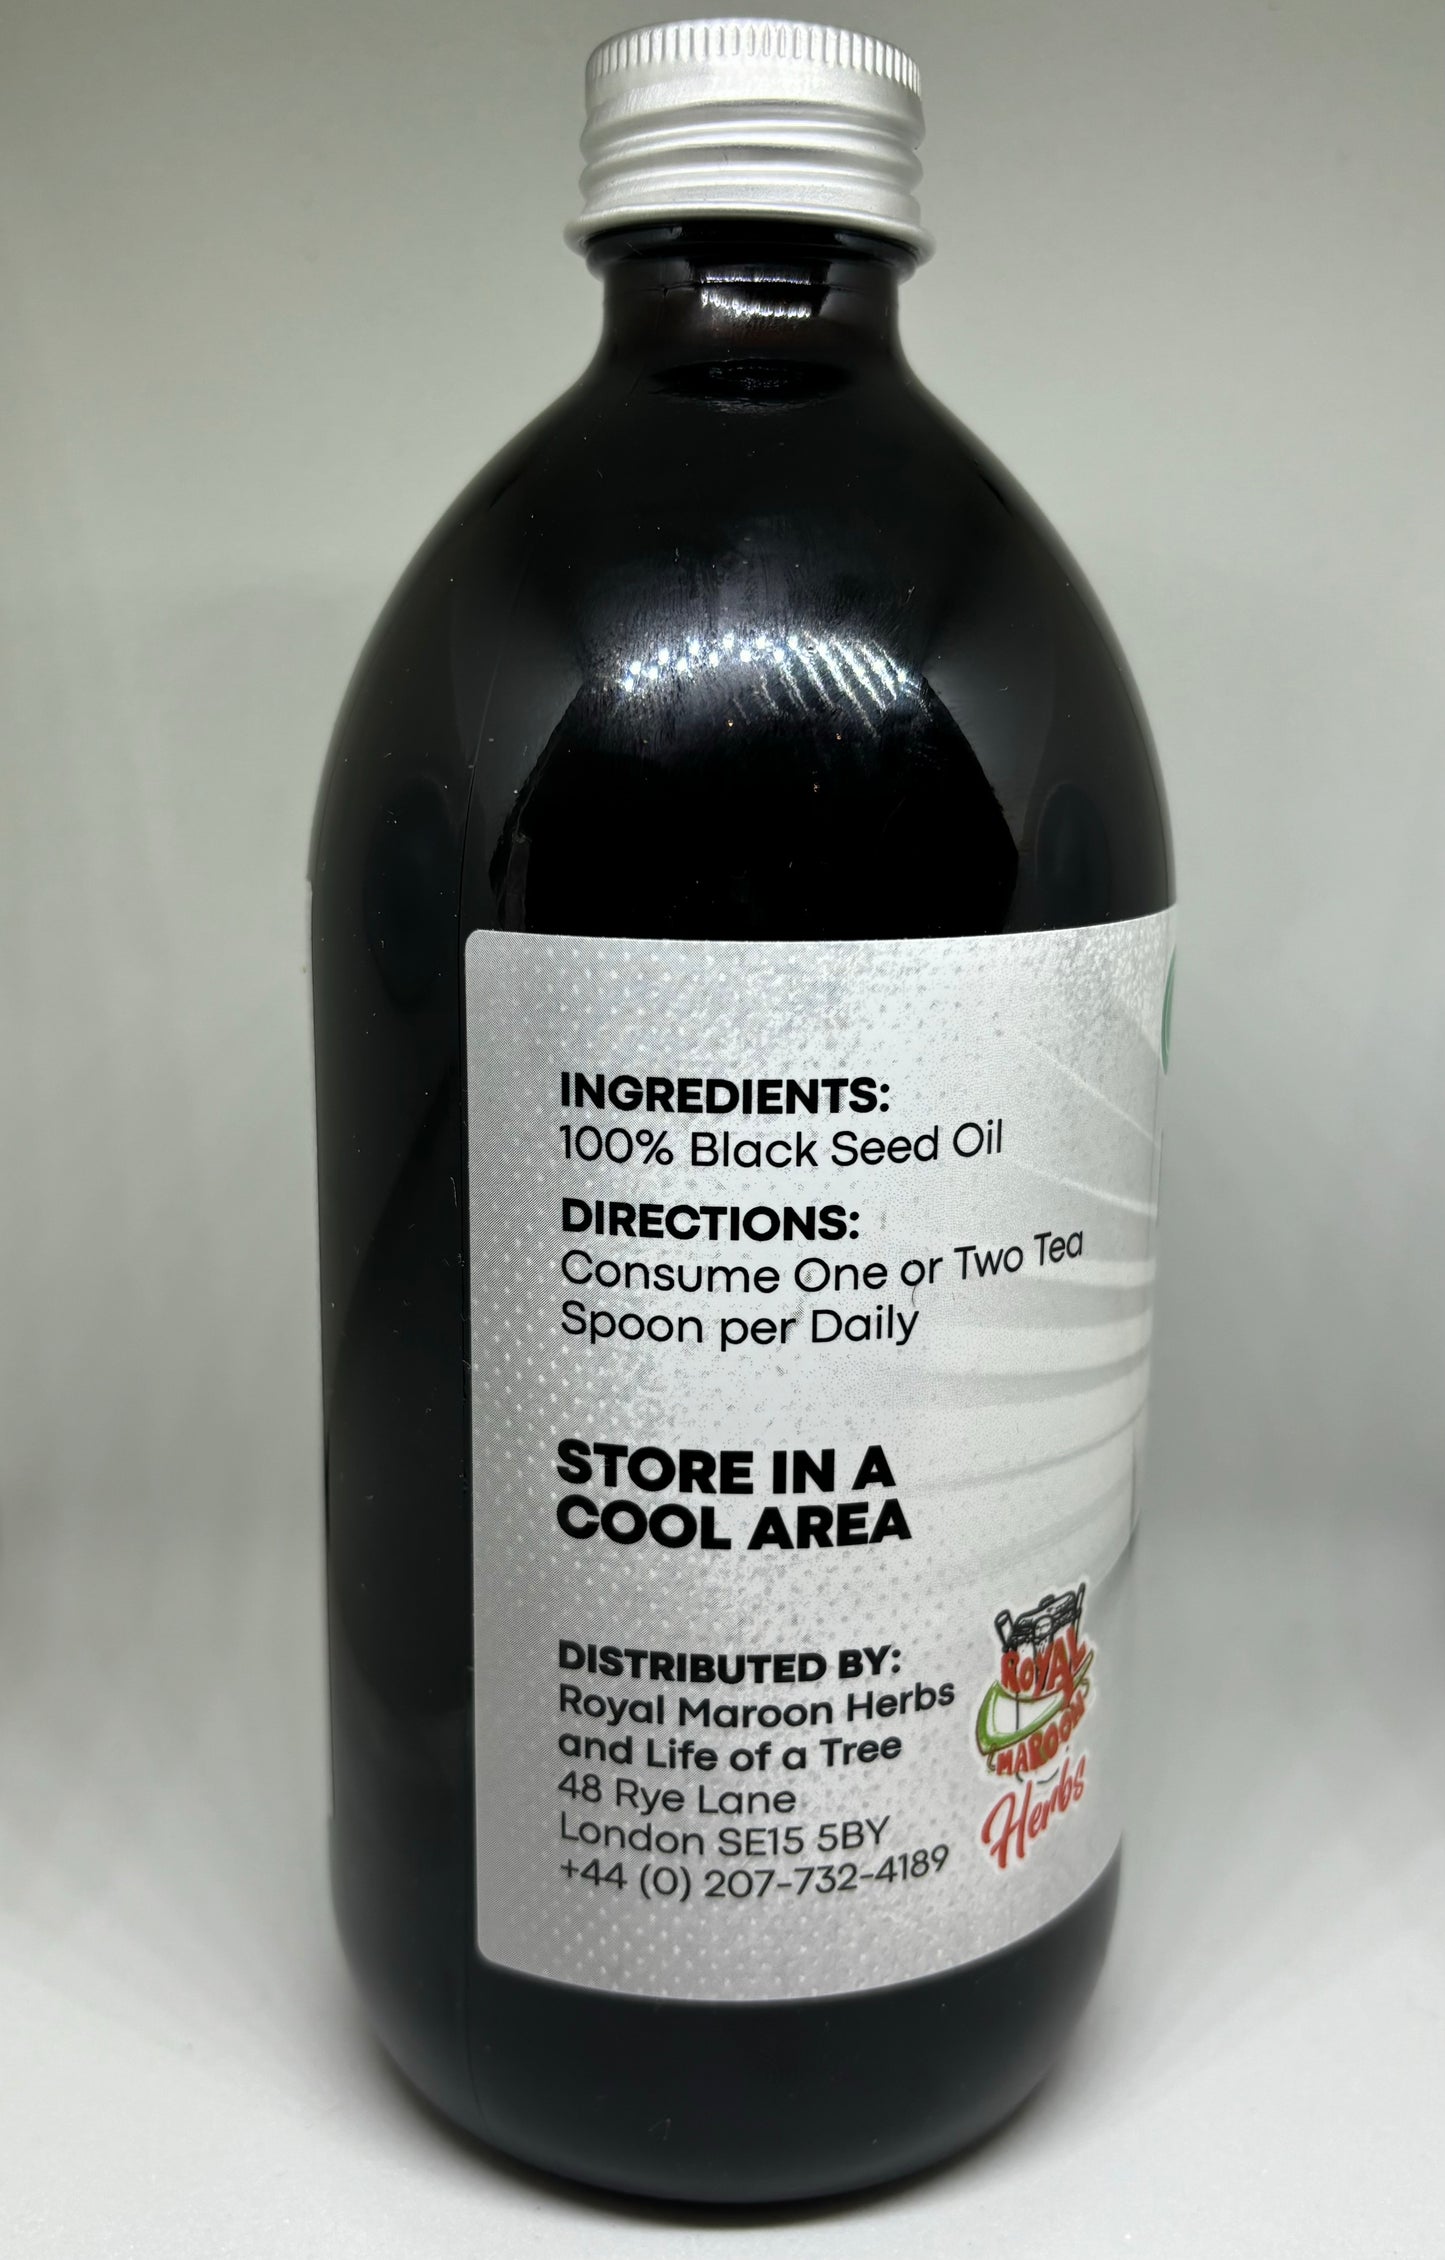 INGREDIENTS:
100% Black Seed Oil
DIRECTIONS:
Consume One or Two Tea
Spoon per Daily
STORE IN A
COOL AREA
DISTRIBUTED BY:
Royal Maroon Herbs
and Life of a Tree
48 Rye Lane
London SE15 5BY
+44 (0) 207-732-4189
ROYAL
MAROON
Herbs